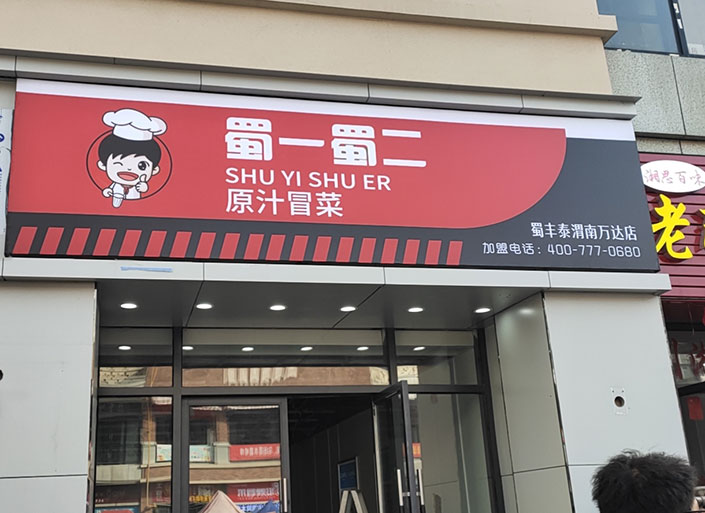 蜀一蜀二
SHU YI SHU ER
原汁冒菜
蜀丰泰渭南万达店
加盟电话：400-777-0680
湘思百味
老